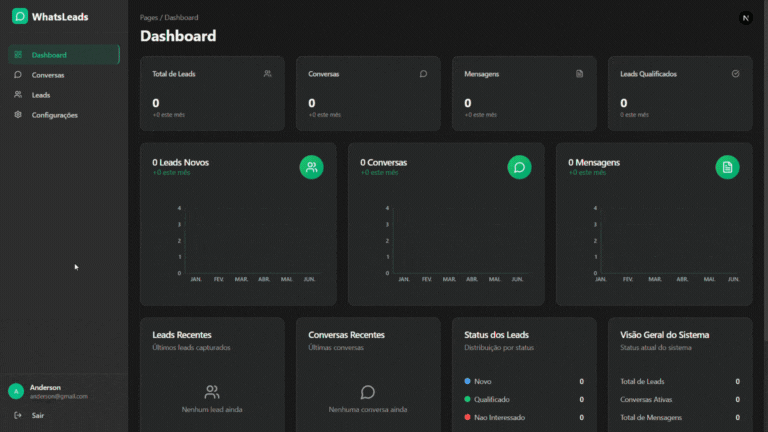 WhatsLeads
Dashboard
Conversas
Leads
Configurações
A
Anderson
anderson@gmail.com
Sair
Pages / Dashboard
N
Dashboard
Total de Leads
0
+0 este mês
Conversas
0
+0 este mês
Mensagens
0
+0 este mês
Leads Qualificados
0
0 este mês
0 Leads Novos
+0 este mês
4
3
2
1
0
JAN. FEV. MAR. ABR. MAI. JUN.
0 Conversas
+0 este mês
4
3
2
1
0
JAN. FEV. MAR. ABR. MAI. JUN.
0 Mensagens
+0 este mês
4
3
2
1
0
JAN. FEV. MAR. ABR. MAI. JUN.
Leads Recentes
Últimos leads capturados
Nenhum lead ainda
Conversas Recentes
Últimas conversas
Nenhuma conversa ainda
Status dos Leads
Distribuição por status
Novo 0
Qualificado 0
Nao Interessado 0
Visão Geral do Sistema
Status atual do sistema
Total de Leads 0
Conversas Ativas 0
Total de Mensagens 0